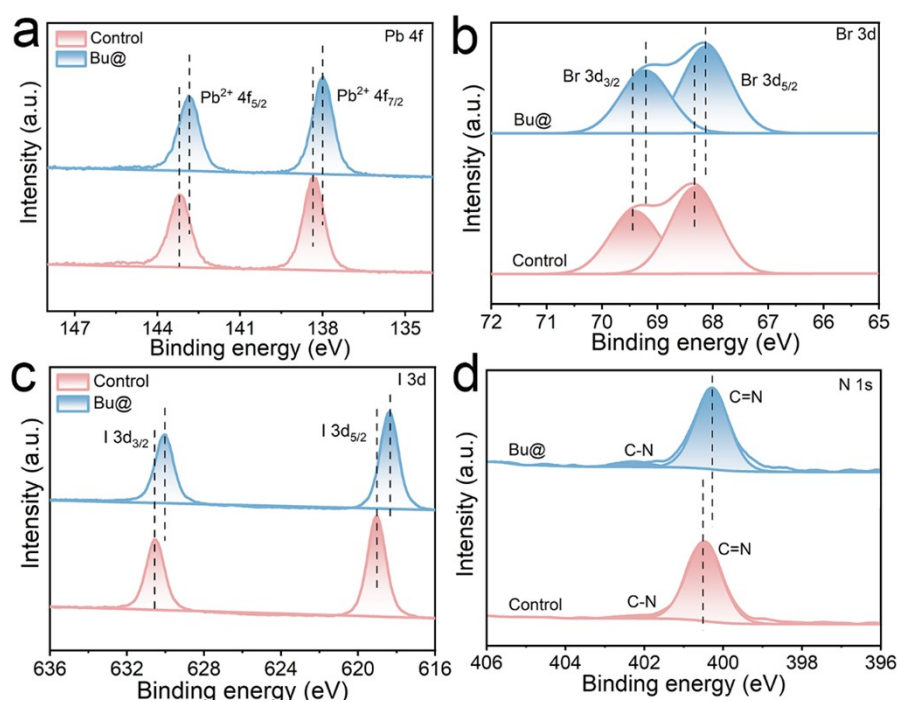 a
Control
Bu@
Pb 4f
Pb²⁺ 4f₅/₂
Pb²⁺ 4f₇/₂
Intensity (a.u.)
147 144 141 138 135
Binding energy (eV)
b
Br 3d
Br 3d₃/₂
Br 3d₅/₂
Bu@
Control
Intensity (a.u.)
72 71 70 69 68 67 66 65
Binding energy (eV)
c
Control
Bu@
I 3d
I 3d₃/₂
I 3d₅/₂
Intensity (a.u.)
636 632 628 624 620 616
Binding energy (eV)
d
N 1s
C=N
Bu@
C-N
C=N
Control
C-N
Intensity (a.u.)
406 404 402 400 398 396
Binding energy (eV)